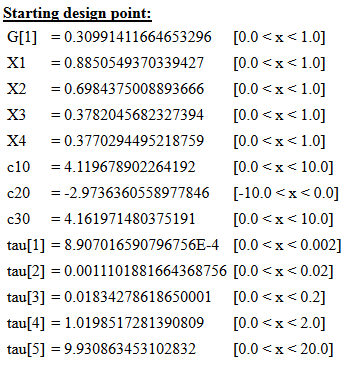 Starting design point:
G[1] = 0.30991411664653296 [0.0 < x < 1.0]
X1 = 0.8850549370339427 [0.0 < x < 1.0]
X2 = 0.6984375008893666 [0.0 < x < 1.0]
X3 = 0.3782045682327394 [0.0 < x < 1.0]
X4 = 0.3770294495218759 [0.0 < x < 1.0]
c10 = 4.119678902264192 [0.0 < x < 10.0]
c20 = -2.9736360558977846 [-10.0 < x < 0.0]
c30 = 4.161971480375191 [0.0 < x < 10.0]
tau[1] = 8.907016590796756E-4 [0.0 < x < 0.002]
tau[2] = 0.0011101881664368756 [0.0 < x < 0.02]
tau[3] = 0.01834278618650001 [0.0 < x < 0.2]
tau[4] = 1.0198517281390809 [0.0 < x < 2.0]
tau[5] = 9.930863453102832 [0.0 < x < 20.0]